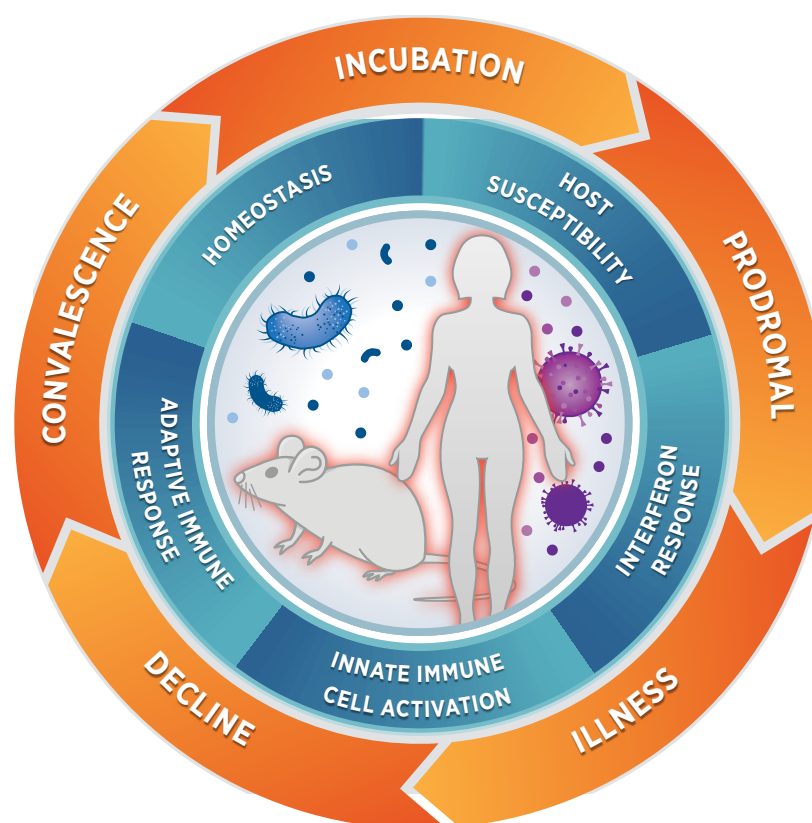 INCUBATION
PRODROMAL
ILLNESS
DECLINE
CONVALESCENCE
HOST
SUSCEPTIBILITY
INTERFERON
RESPONSE
INNATE IMMUNE
CELL ACTIVATION
ADAPTIVE IMMUNE
RESPONSE
HOMEOSTASIS